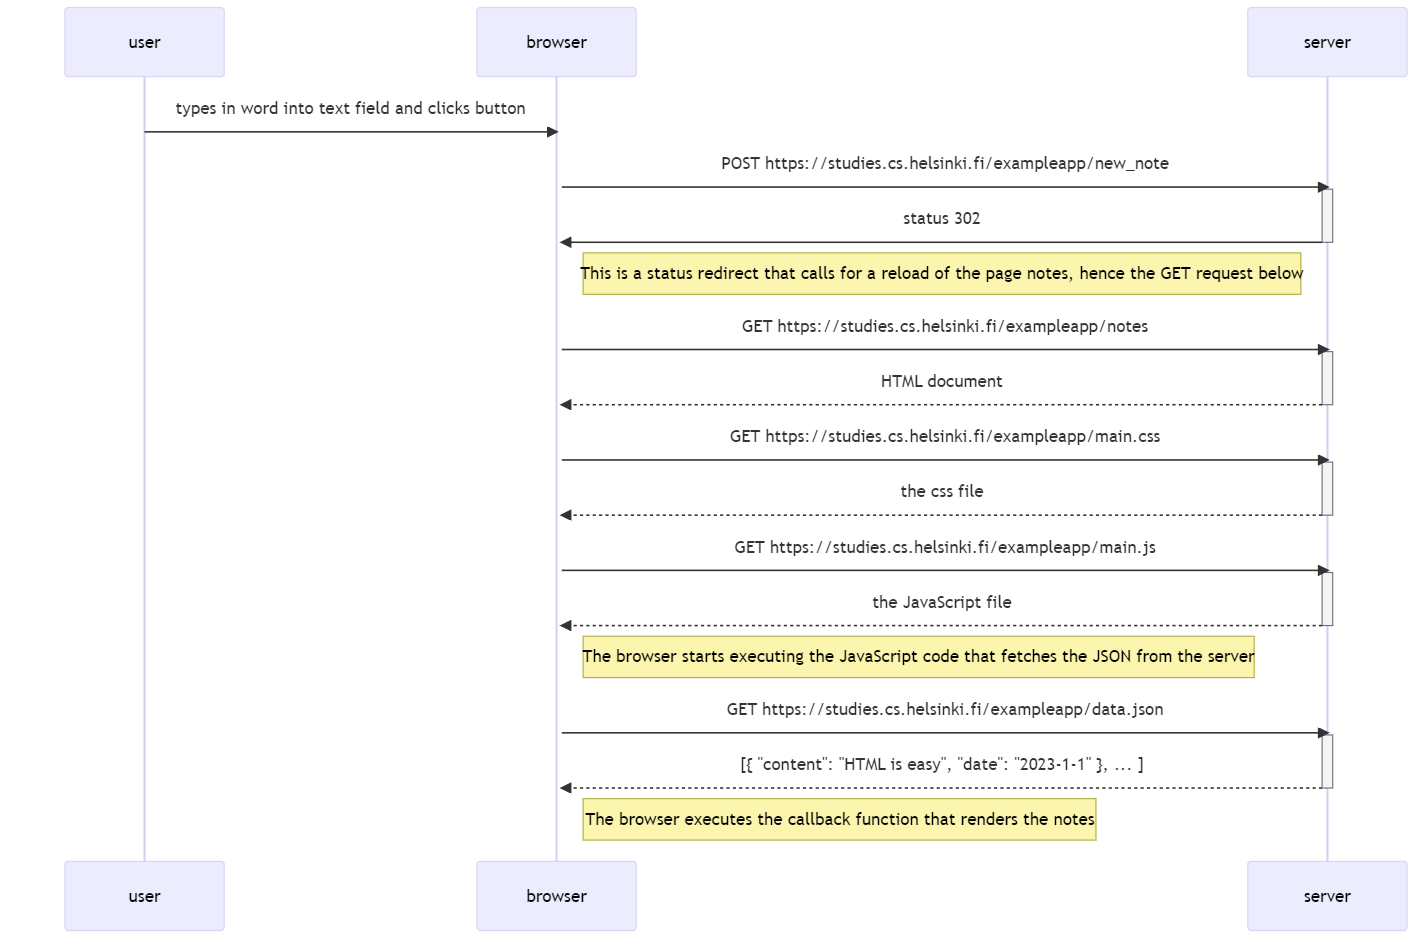 user
browser
server
types in word into text field and clicks button
POST https://studies.cs.helsinki.fi/exampleapp/new_note
status 302
This is a status redirect that calls for a reload of the page notes, hence the GET request below
GET https://studies.cs.helsinki.fi/exampleapp/notes
HTML document
GET https://studies.cs.helsinki.fi/exampleapp/main.css
the css file
GET https://studies.cs.helsinki.fi/exampleapp/main.js
the JavaScript file
The browser starts executing the JavaScript code that fetches the JSON from the server
GET https://studies.cs.helsinki.fi/exampleapp/data.json
[{ "content": "HTML is easy", "date": "2023-1-1" }, ... ]
The browser executes the callback function that renders the notes
user
browser
server